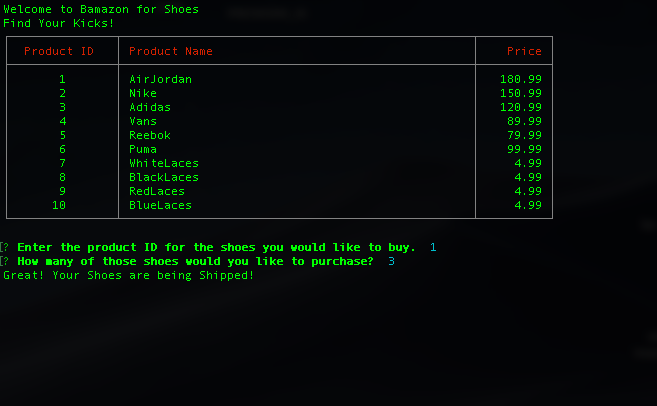 Welcome to Bamazon for Shoes
Find Your Kicks!
Product ID Product Name Price
1 AirJordan 180.99
2 Nike 150.99
3 Adidas 120.99
4 Vans 89.99
5 Reebok 79.99
6 Puma 99.99
7 WhiteLaces 4.99
8 BlackLaces 4.99
9 RedLaces 4.99
10 BlueLaces 4.99
[? Enter the product ID for the shoes you would like to buy. 1
[? How many of those shoes would you like to purchase? 3
Great! Your Shoes are being Shipped!